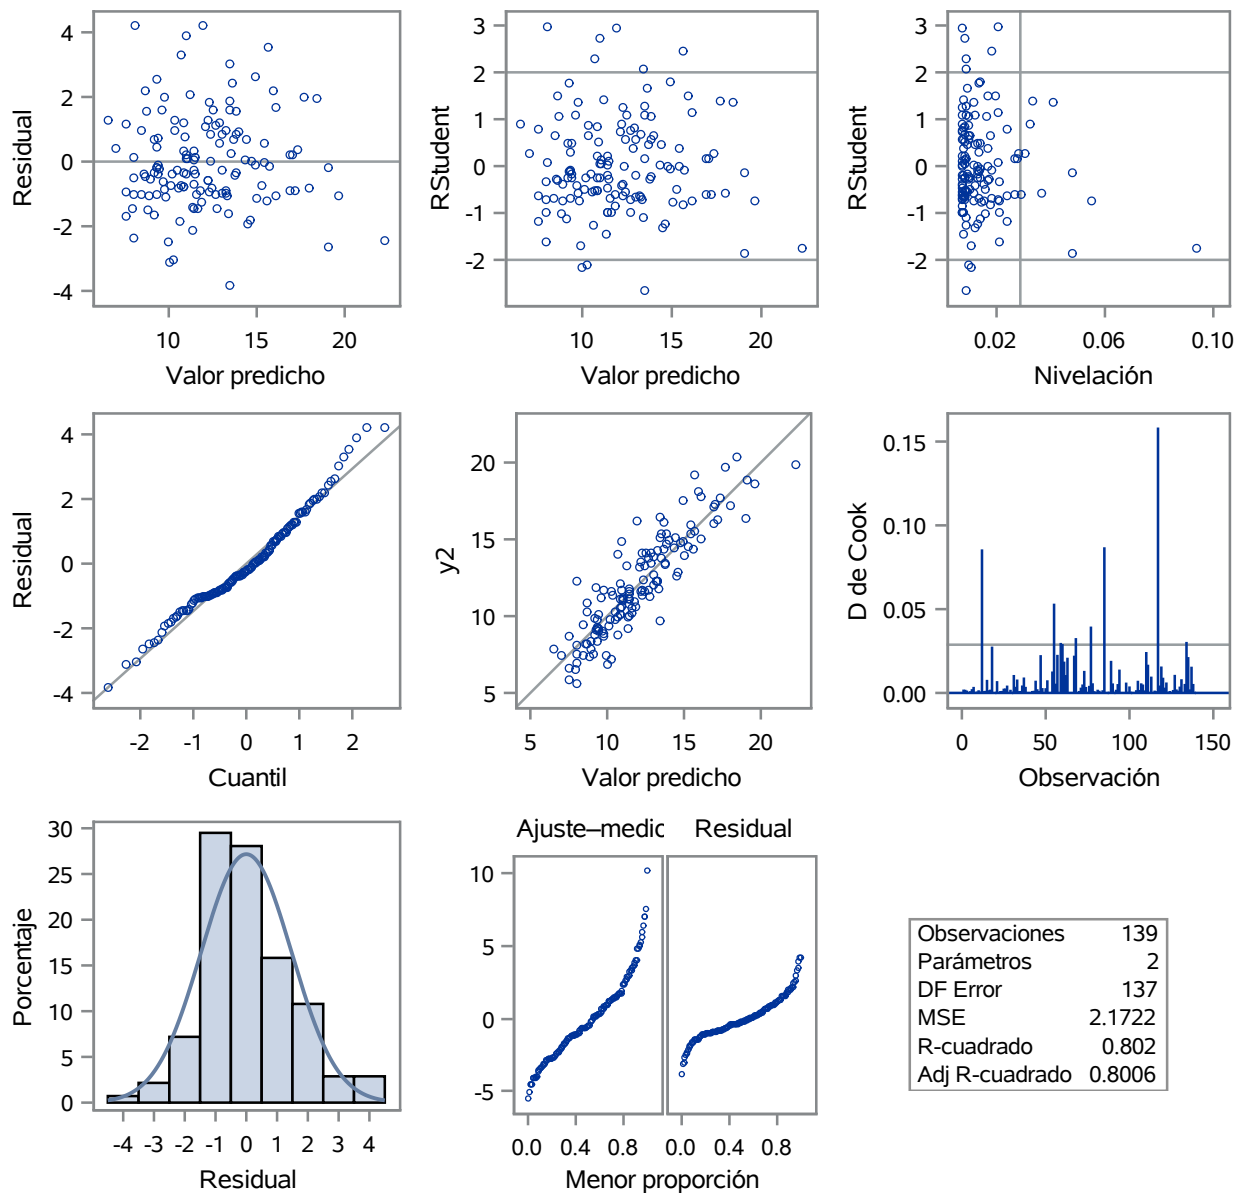 4
2
0
-2
-4
Residual
10 15 20
Valor predicho
3
2
1
0
-1
-2
RStudent
10 15 20
Valor predicho
3
2
1
0
-1
-2
RStudent
0.02 0.06 0.10
Nivelación
4
2
0
-2
-4
Residual
-2 -1 0 1 2
Cuantil
20
15
10
5
y2
5 10 15 20
Valor predicho
0.15
0.10
0.05
0.00
D de Cook
0 50 100 150
Observación
30
25
20
15
10
5
0
Porcentaje
-4 -3 -2 -1 0 1 2 3 4
Residual
Ajuste–medic Residual
10
5
0
-5
0.0 0.4 0.8 0.0 0.4 0.8
Menor proporción
Observaciones 139
Parámetros 2
DF Error 137
MSE 2.1722
R-cuadrado 0.802
Adj R-cuadrado 0.8006